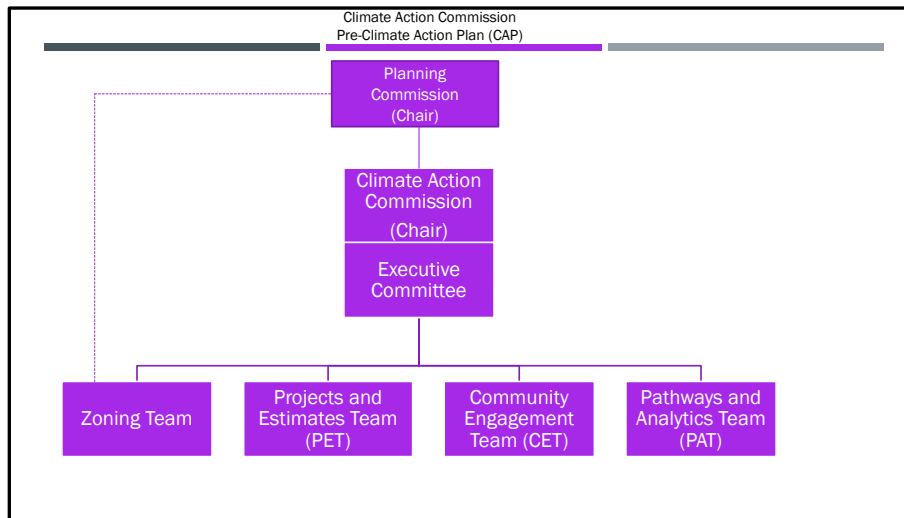 Climate Action Commission
Pre-Climate Action Plan (CAP)
Planning
Commission
(Chair)
Climate Action
Commission
(Chair)
Executive
Committee
Zoning Team
Projects and
Estimates Team
(PET)
Community
Engagement
Team (CET)
Pathways and
Analytics Team
(PAT)